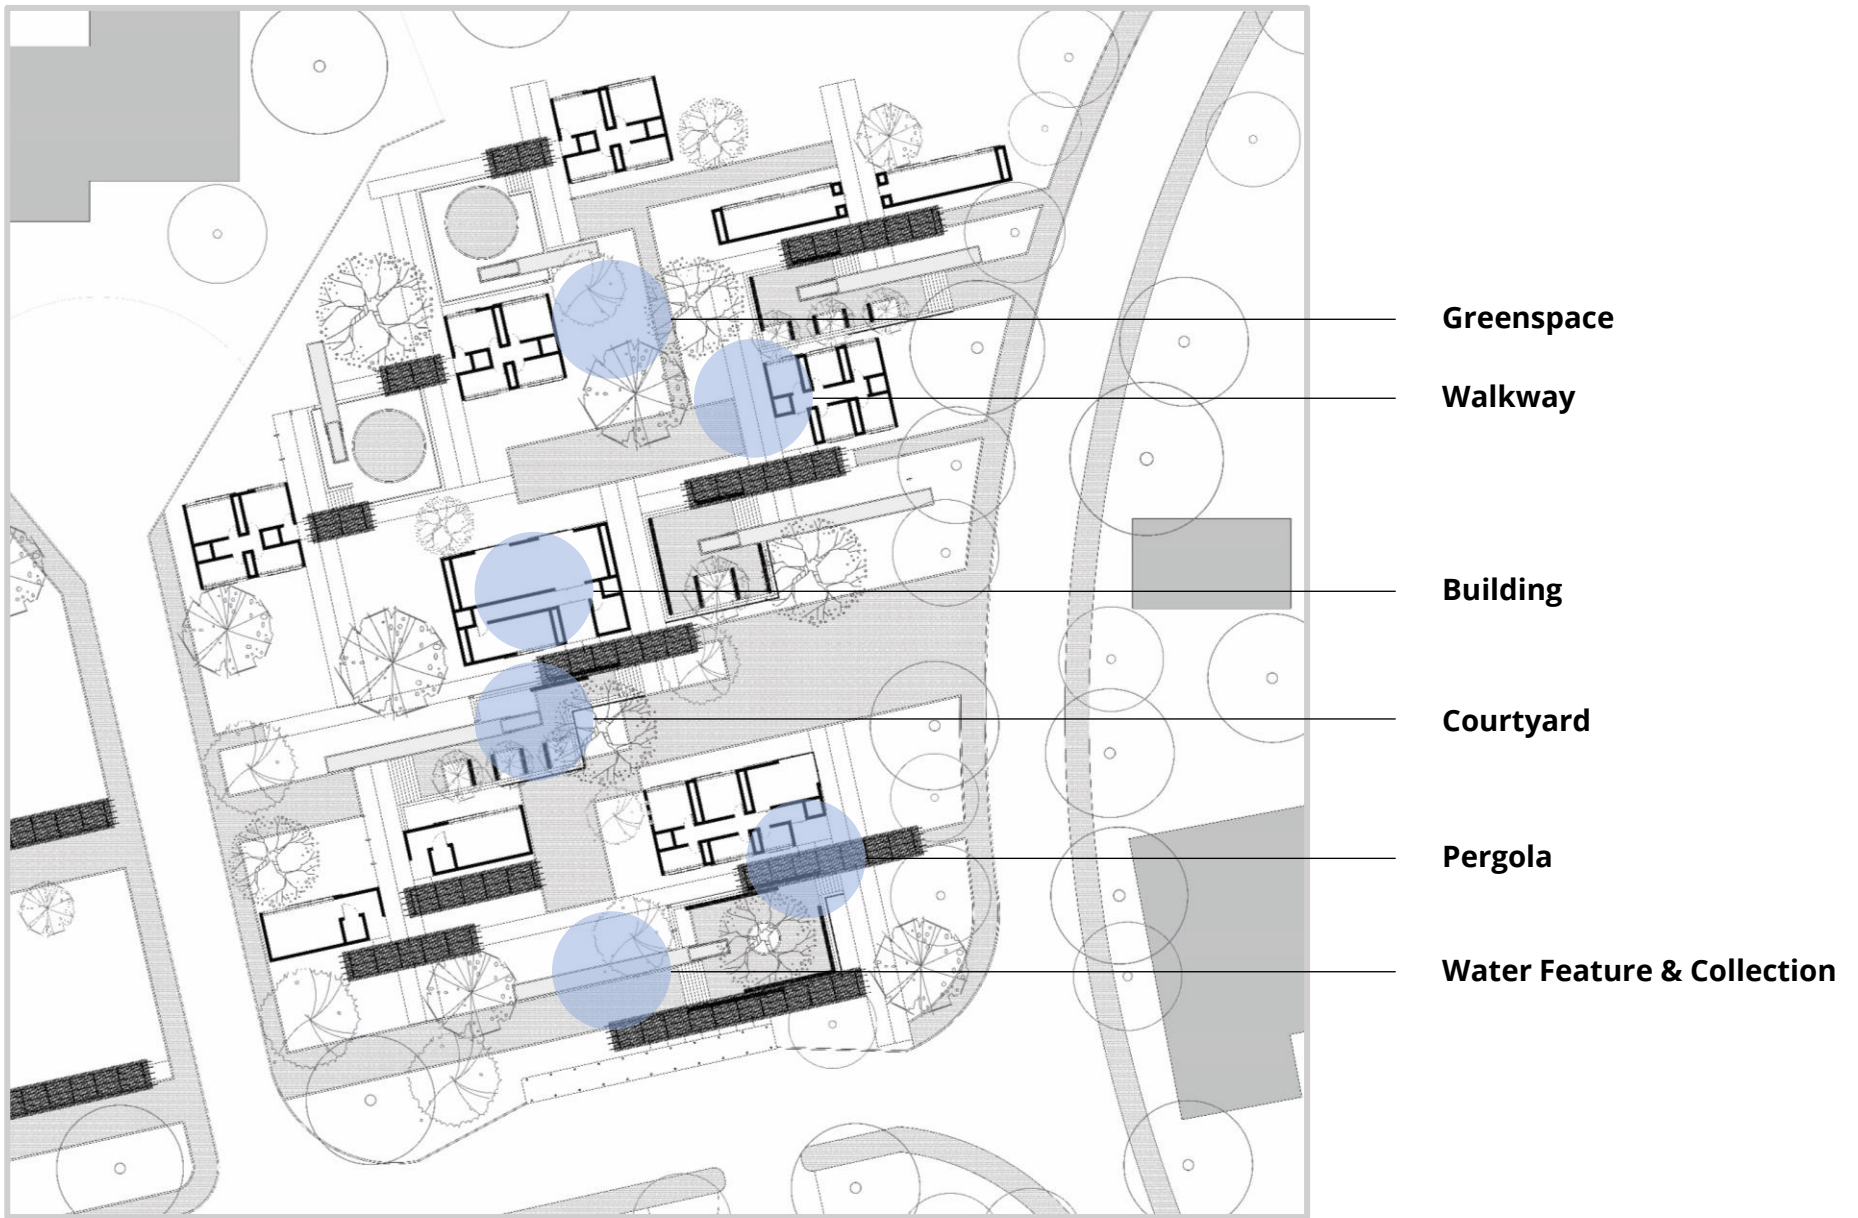 Greenspace
Walkway
Building
Courtyard
Pergola
Water Feature & Collection